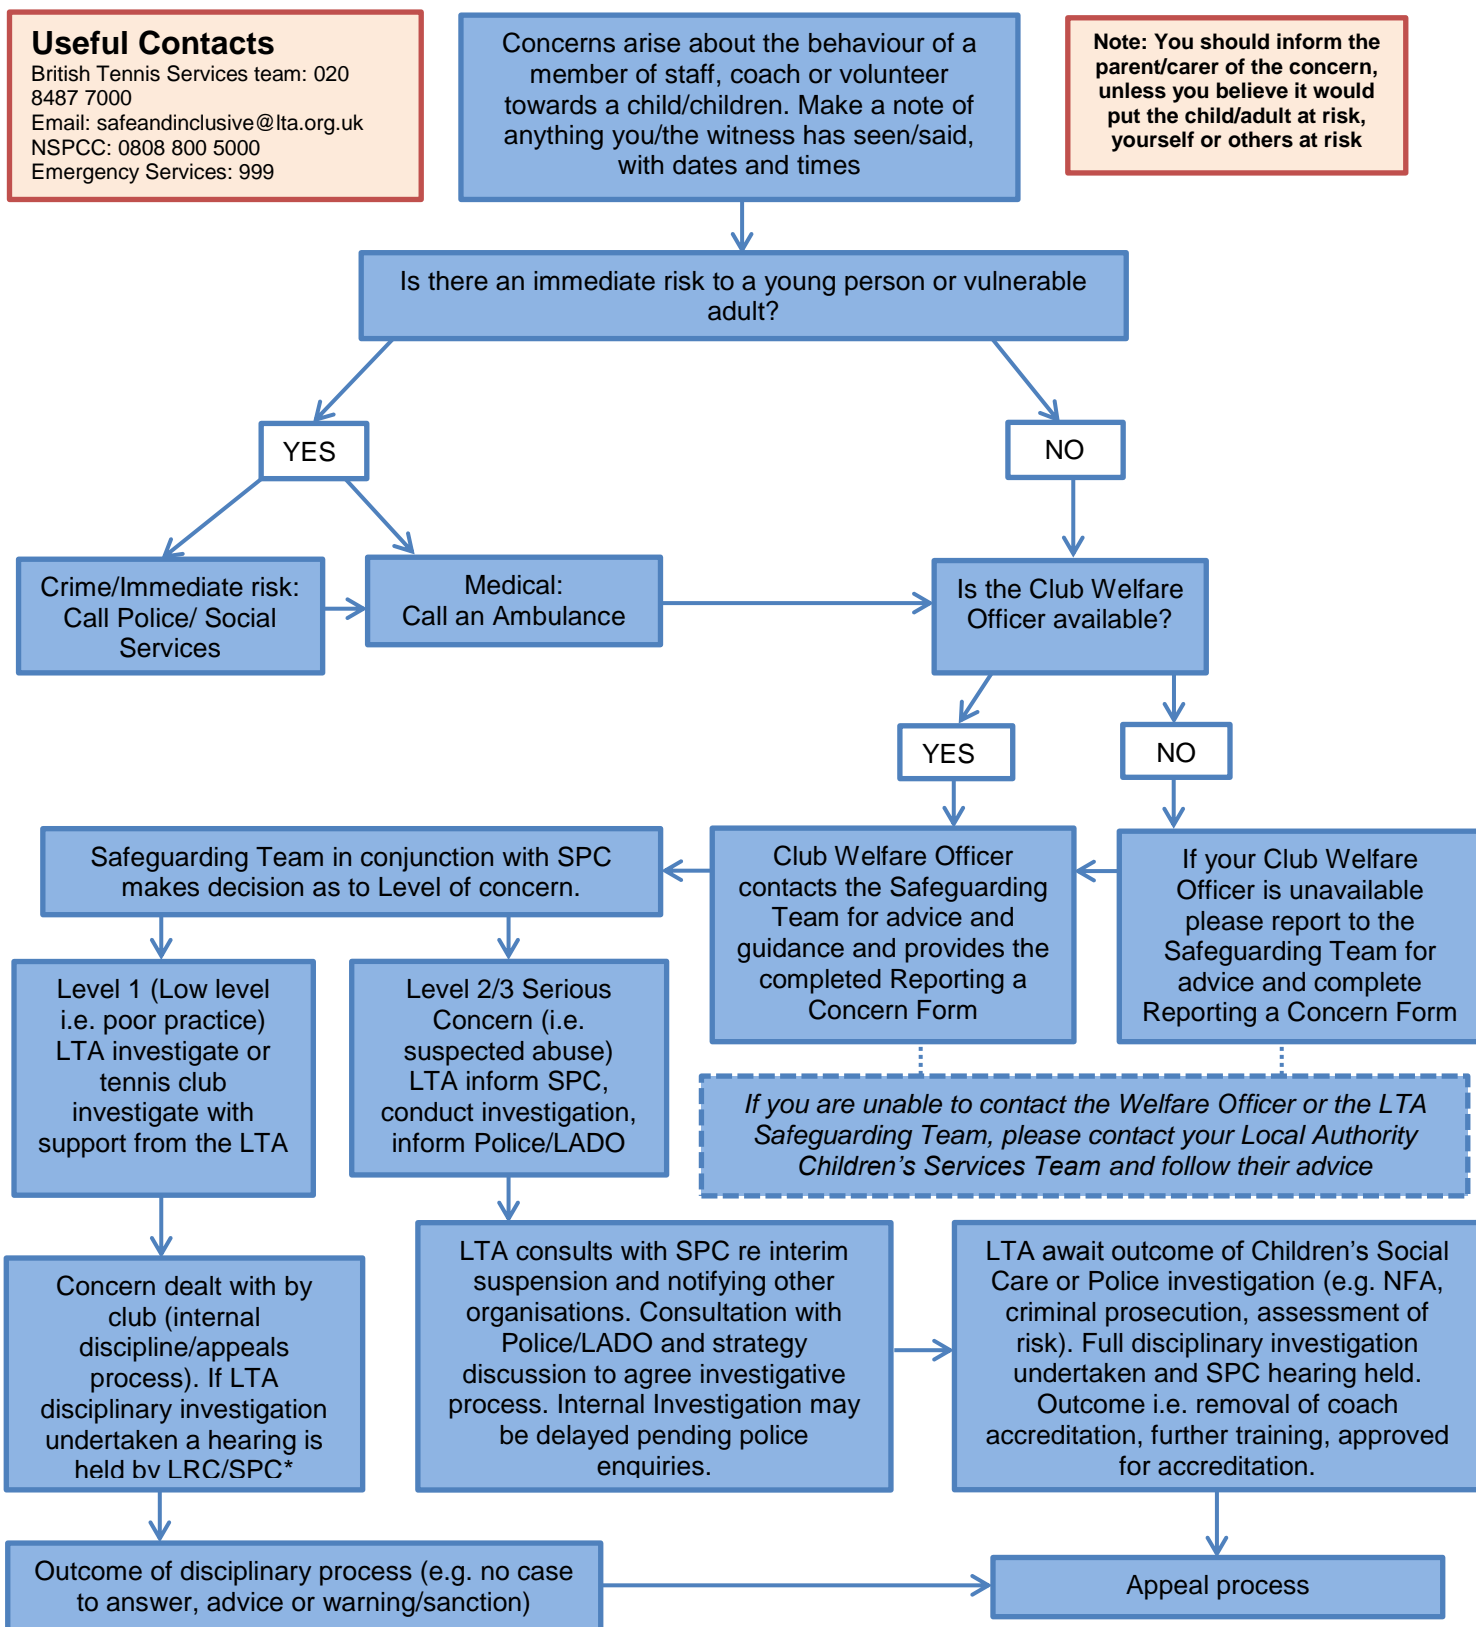 Useful Contacts
British Tennis Services team: 020
8487 7000
Email: safeandinclusive@lta.org.uk
NSPCC: 0808 800 5000
Emergency Services: 999
Concerns arise about the behaviour of a
member of staff, coach or volunteer
towards a child/children. Make a note of
anything you/the witness has seen/said,
with dates and times
Note: You should inform the
parent/carer of the concern,
unless you believe it would
put the child/adult at risk,
yourself or others at risk
Is there an immediate risk to a young person or vulnerable
adult?
YES
NO
Crime/Immediate risk:
Call Police/ Social
Services
Medical:
Call an Ambulance
Is the Club Welfare
Officer available?
YES
NO
Safeguarding Team in conjunction with SPC
makes decision as to Level of concern.
Club Welfare Officer
contacts the Safeguarding
Team for advice and
guidance and provides the
completed Reporting a
Concern Form
If your Club Welfare
Officer is unavailable
please report to the
Safeguarding Team for
advice and complete
Reporting a Concern Form
Level 1 (Low level
i.e. poor practice)
LTA investigate or
tennis club
investigate with
support from the LTA
Level 2/3 Serious
Concern (i.e.
suspected abuse)
LTA inform SPC,
conduct investigation,
inform Police/LADO
If you are unable to contact the Welfare Officer or the LTA
Safeguarding Team, please contact your Local Authority
Children’s Services Team and follow their advice
Concern dealt with by
club (internal
discipline/appeals
process). If LTA
disciplinary investigation
undertaken a hearing is
held by LRC/SPC*
LTA consults with SPC re interim
suspension and notifying other
organisations. Consultation with
Police/LADO and strategy
discussion to agree investigative
process. Internal Investigation may
be delayed pending police
enquiries.
LTA await outcome of Children’s Social
Care or Police investigation (e.g. NFA,
criminal prosecution, assessment of
risk). Full disciplinary investigation
undertaken and SPC hearing held.
Outcome i.e. removal of coach
accreditation, further training, approved
for accreditation.
Outcome of disciplinary process (e.g. no case
to answer, advice or warning/sanction)
Appeal process